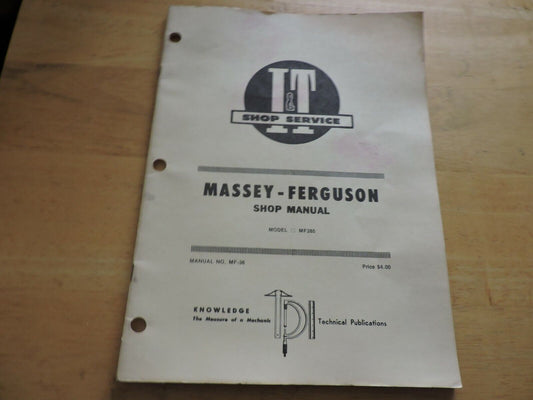 I&T
SHOP SERVICE
MASSEY-FERGUSON
SHOP MANUAL
MODEL MF285
MANUAL NO. MF-36
Price $4.00
KNOWLEDGE
The Measure of a Mechanic
TPI
Technical Publications